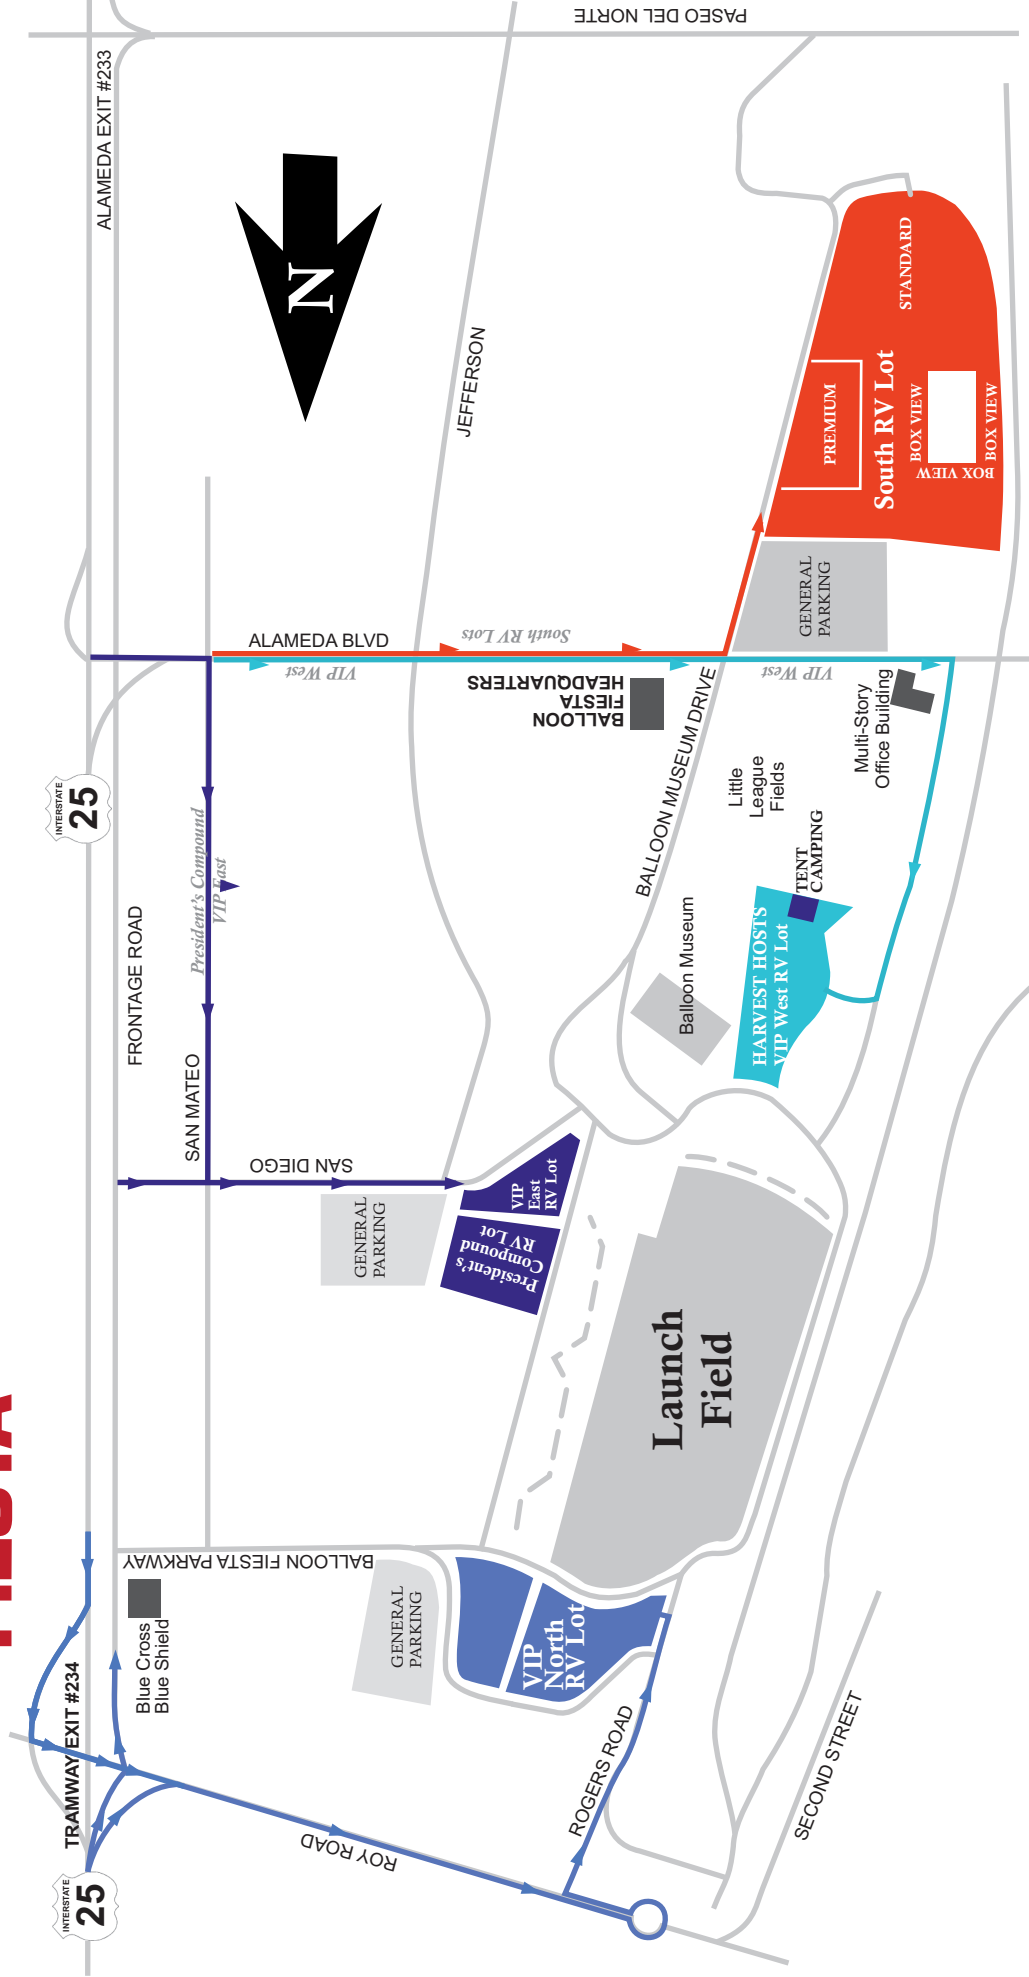 PASEO DEL NORTE
ALAMEDA EXIT #233
N
JEFFERSON
STANDARD
PREMIUM
South RV Lot
BOX VIEW
BOX VIEW
BOX VIEW
GENERAL
PARKING
ALAMEDA BLVD
South RV Lots
VIP West
VIP West
BALLOON
FIESTA
HEADQUARTERS
INTERSTATE
25
President's Compound
VIP East
FRONTAGE ROAD
SAN MATEO
BALLOON MUSEUM DRIVE
Little
League
Fields
Multi-Story
Office Building
TENT
CAMPING
HARVEST HOSTS
VIP West RV Lot
Balloon Museum
SAN DIEGO
GENERAL
PARKING
VIP
East
RV Lot
President's
Compound
RV Lot
Launch
Field
BALLOON FIESTA PARKWAY
Blue Cross
Blue Shield
GENERAL
PARKING
VIP
North
RV Lot
TRAMWAY EXIT #234
INTERSTATE
25
ROY ROAD
ROGERS ROAD
SECOND STREET